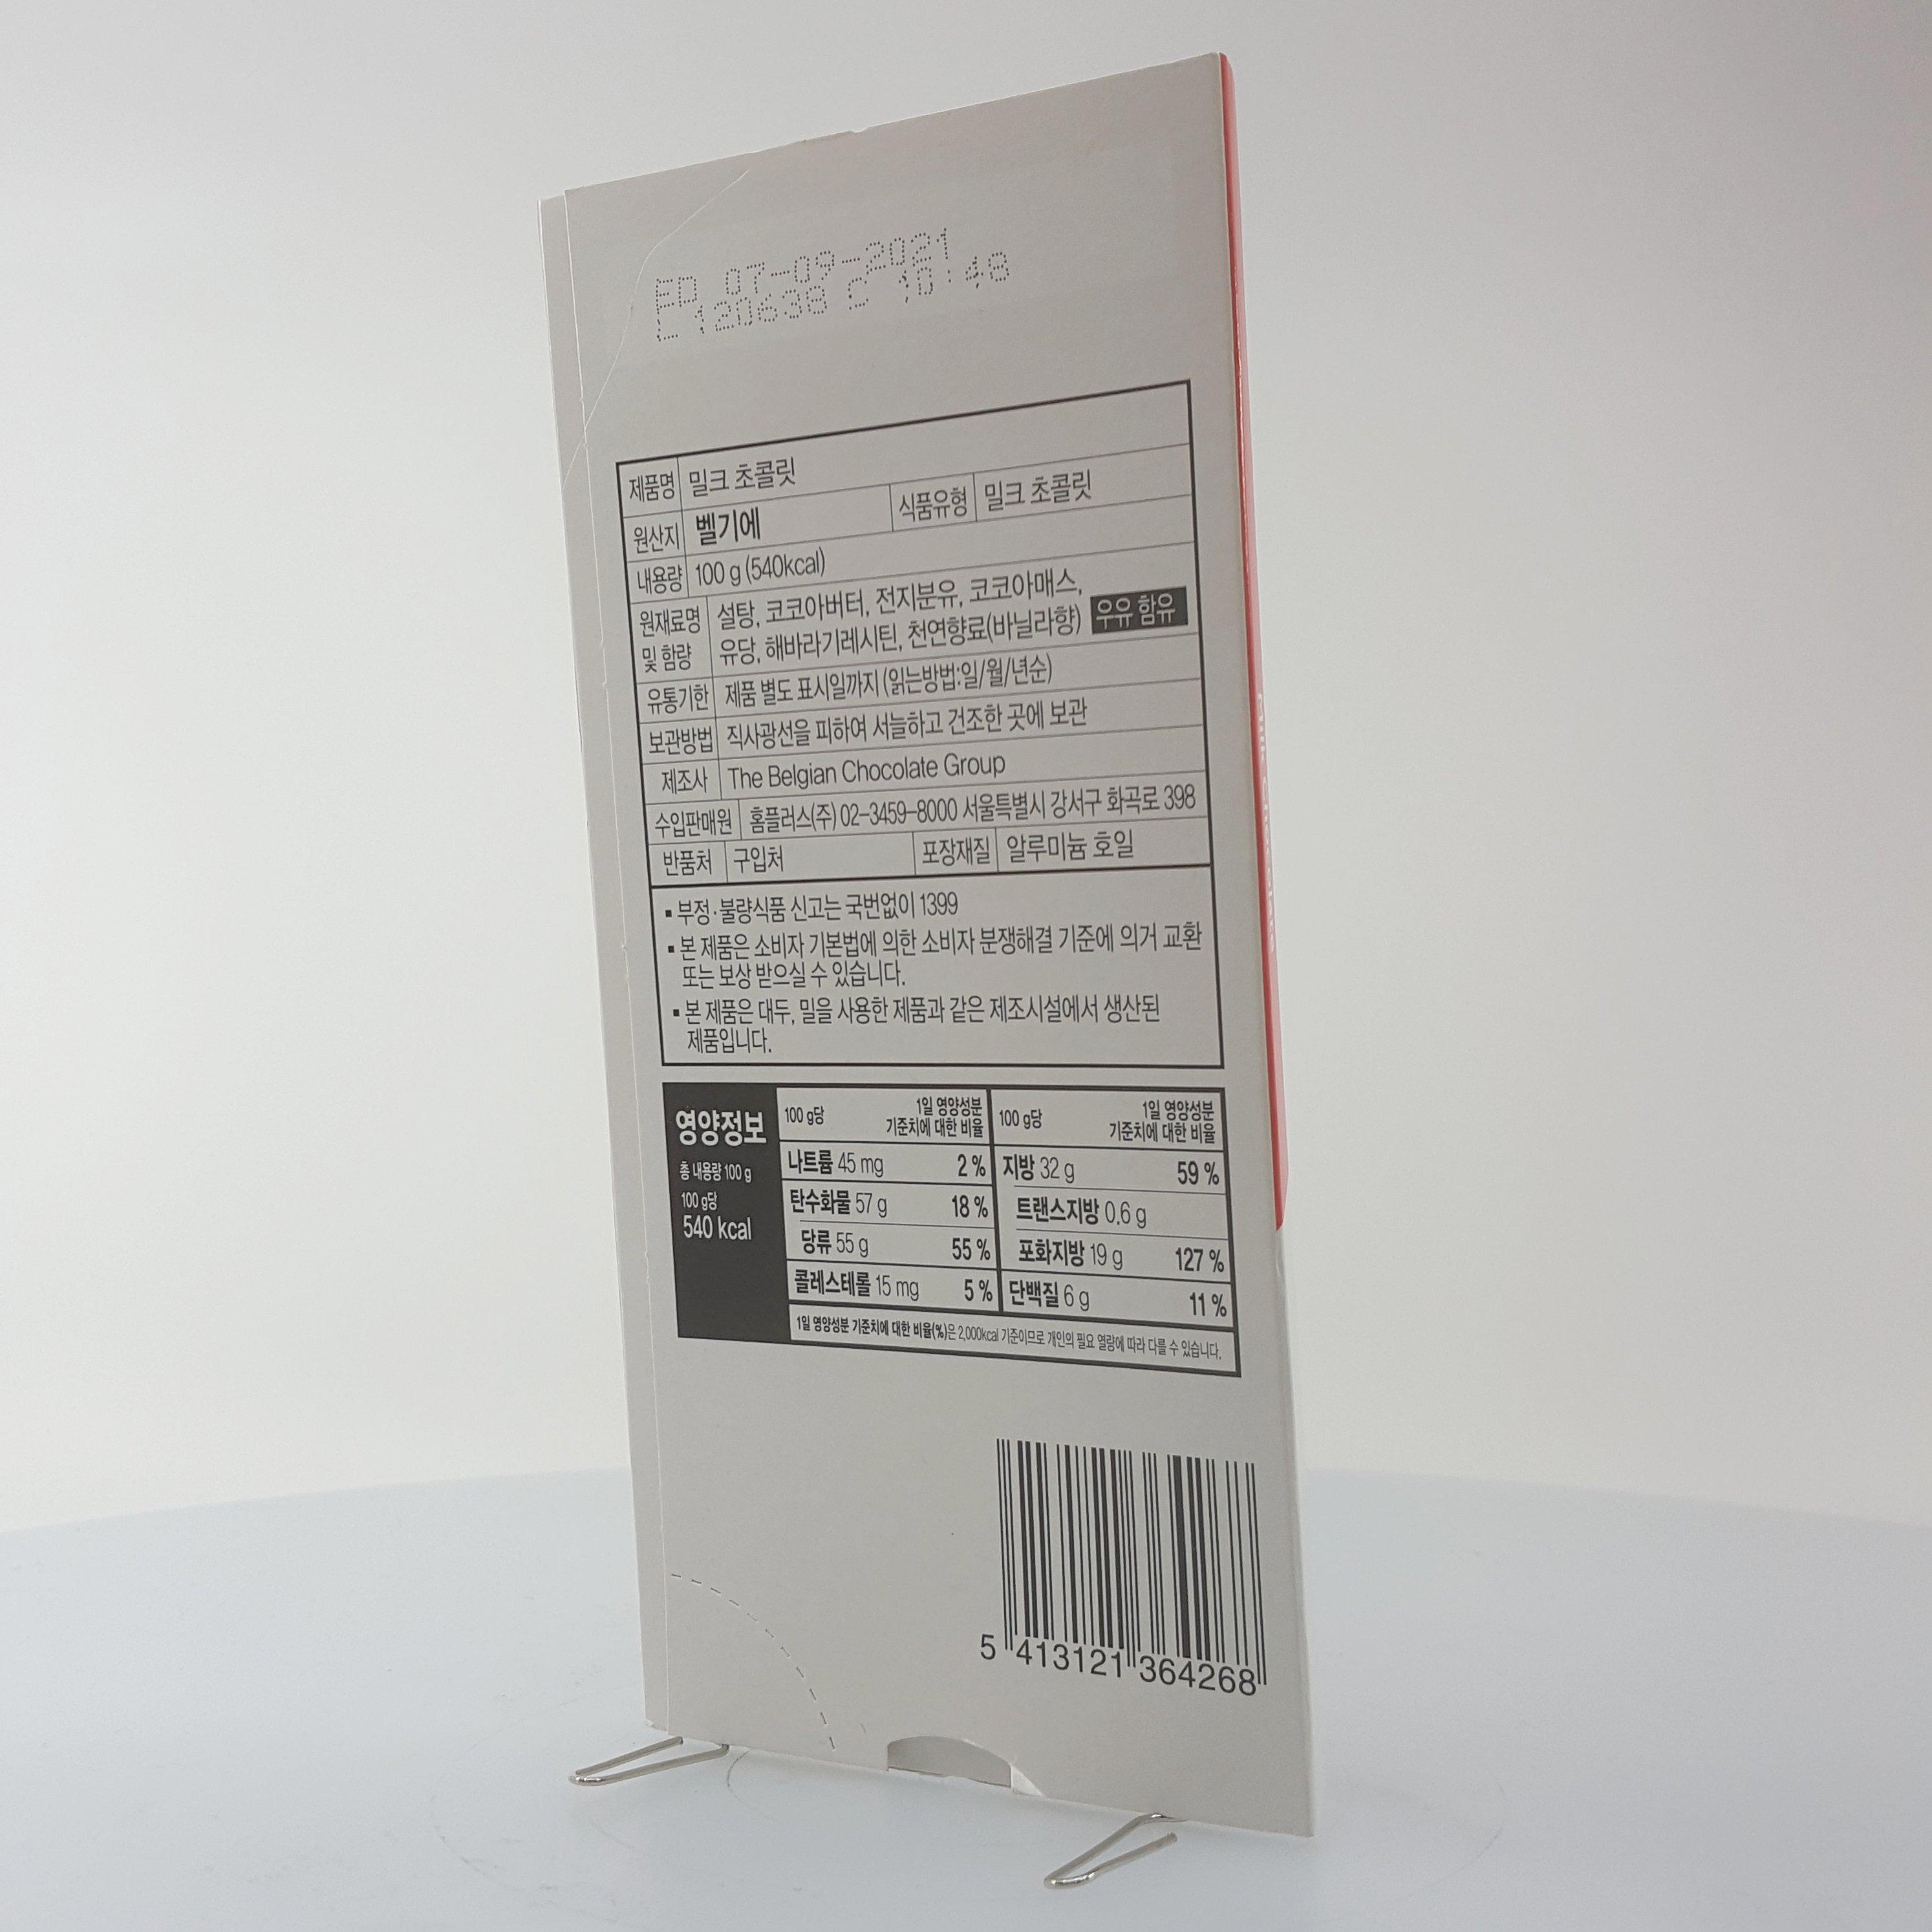 ED 07-09-2021
L 120638 C 10:48
제품명 밀크 초콜릿
원산지 벨기에 식품유형 밀크 초콜릿
내용량 100 g (540kcal)
원재료명 설탕, 코코아버터, 전지분유, 코코아매스,
및 함량 유당, 해바라기레시틴, 천연향료(바닐라향) 우유 함유
유통기한 제품 별도 표시일까지 (읽는방법:일/월/년순)
보관방법 직사광선을 피하여 서늘하고 건조한 곳에 보관
제조사 The Belgian Chocolate Group
수입판매원 홈플러스(주) 02-3459-8000 서울특별시 강서구 화곡로 398
반품처 구입처 포장재질 알루미늄 호일
▪ 부정·불량식품 신고는 국번없이 1399
▪ 본 제품은 소비자 기본법에 의한 소비자 분쟁해결 기준에 의거 교환
또는 보상 받으실 수 있습니다.
▪ 본 제품은 대두, 밀을 사용한 제품과 같은 제조시설에서 생산된
제품입니다.
영양정보
총 내용량 100 g
100 g당
540 kcal
100 g당 1일 영양성분
기준치에 대한 비율
나트륨 45 mg 2 %
탄수화물 57 g 18 %
당류 55 g 55 %
콜레스테롤 15 mg 5 %
100 g당 1일 영양성분
기준치에 대한 비율
지방 32 g 59 %
트랜스지방 0.6 g
포화지방 19 g 127 %
단백질 6 g 11 %
1일 영양성분 기준치에 대한 비율(%)은 2,000kcal 기준이므로 개인의 필요 열량에 따라 다를 수 있습니다.
5 413121 364268